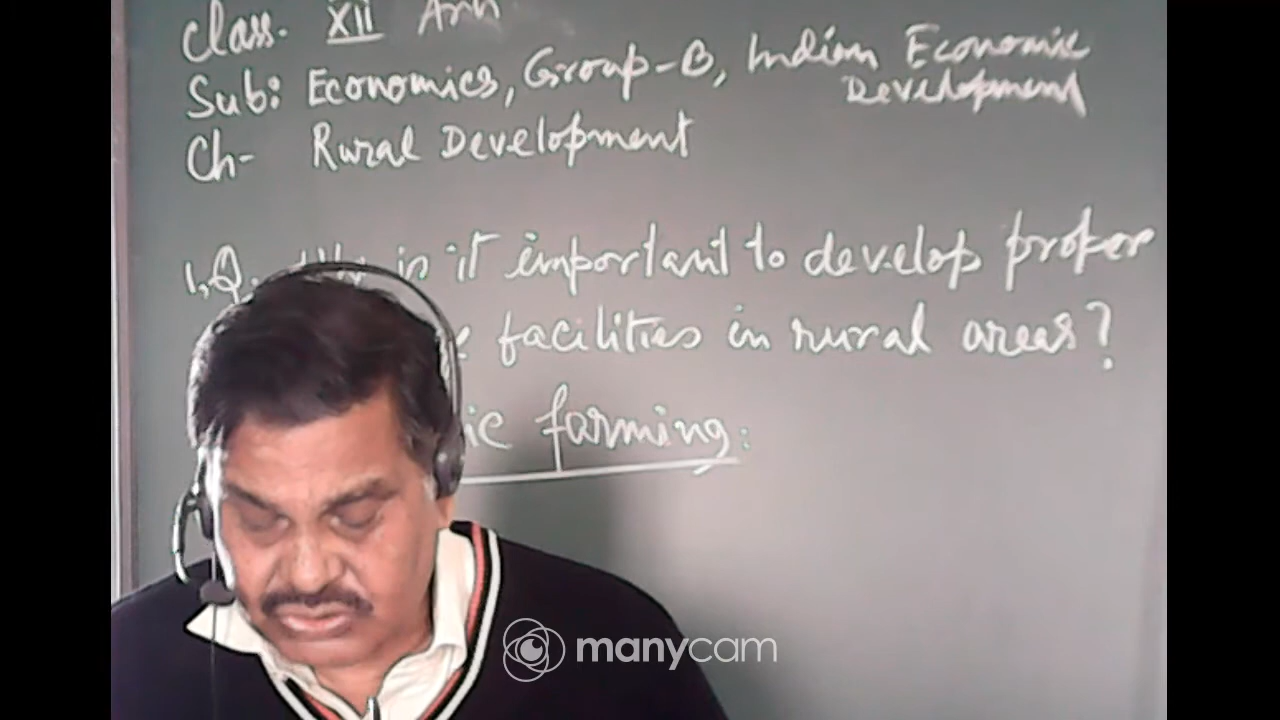 Class- XII
Sub: Economics, Group-B, Indian Economic
Development
Ch- Rural Development
1.Q. is it important to develop proper
facilities in rural areas?
farming:
manycam